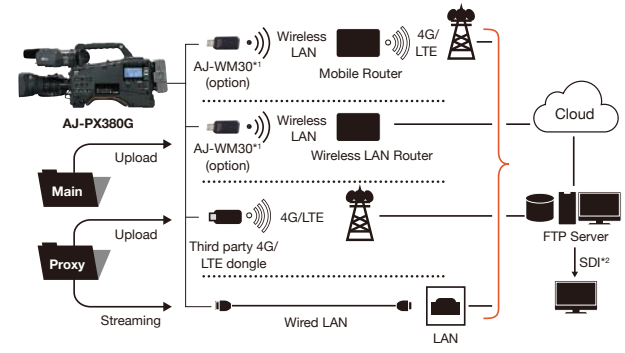 AJ-PX380G
Main
Upload
Proxy
Upload
Streaming
AJ-WM30*1
(option)
Wireless
LAN
Mobile Router
4G/
LTE
AJ-WM30*1
(option)
Wireless
LAN
Wireless LAN Router
Third party 4G/
LTE dongle
4G/LTE
Wired LAN
LAN
Cloud
FTP Server
SDI*2